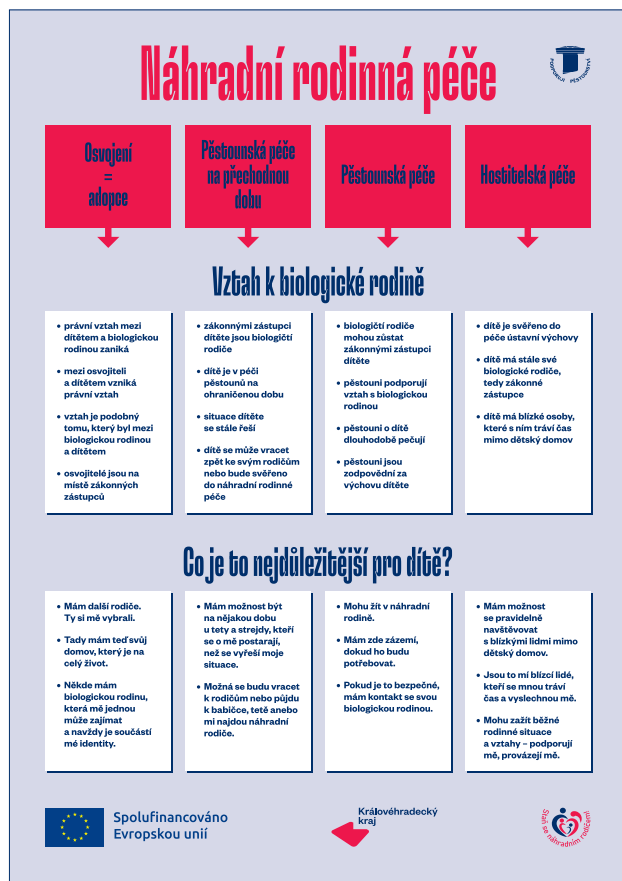 Náhradní rodinná péče
PODPORUJI PĚSTOUNSTVÍ
Osvojení
=
adopce
Pěstounská péče
na přechodnou
dobu
Pěstounská péče
Hostitelská péče
Vztah k biologické rodině
• právní vztah mezi
dítětem a biologickou
rodinou zaniká
• mezi osvojiteli
a dítětem vzniká
právní vztah
• vztah je podobný
tomu, který byl mezi
biologickou rodinou
a dítětem
• osvojitelé jsou na
místě zákonných
zástupců
• zákonnými zástupci
dítěte jsou biologičtí
rodiče
• dítě je v péči
pěstounů na
ohraničenou dobu
• situace dítěte
se stále řeší
• dítě se může vracet
zpět ke svým rodičům
nebo bude svěřeno
do náhradní rodinné
péče
• biologičtí rodiče
mohou zůstat
zákonnými zástupci
dítěte
• pěstouni podporují
vztah s biologickou
rodinou
• pěstouni o dítě
dlouhodobě pečují
• pěstouni jsou
zodpovědní za
výchovu dítěte
• dítě je svěřeno do
péče ústavní výchovy
• dítě má stále své
biologické rodiče,
tedy zákonné
zástupce
• dítě má blízké osoby,
které s ním tráví čas
mimo dětský domov
Co je to nejdůležitější pro dítě?
• Mám další rodiče.
Ty si mě vybrali.
• Tady mám teď svůj
domov, který je na
celý život.
• Někde mám
biologickou rodinu,
která mě jednou
může zajímat
a navždy je součástí
mé identity.
• Mám možnost být
na nějakou dobu
u tety a strejdy, kteří
se o mě postarají,
než se vyřeší moje
situace.
• Možná se budu vracet
k rodičům nebo půjdu
k babičce, tetě anebo
mi najdou náhradní
rodiče.
• Mohu žít v náhradní
rodině.
• Mám zde zázemí,
dokud ho budu
potřebovat.
• Pokud je to bezpečné,
mám kontakt se svou
biologickou rodinou.
• Mám možnost
se pravidelně
navštěvovat
s blízkými lidmi mimo
dětský domov.
• Jsou to mí blízcí lidé,
kteří se mnou tráví
čas a vyslechnou mě.
• Mohu zažít běžné
rodinné situace
a vztahy – podporují
mě, provázejí mě.
Spolufinancováno
Evropskou unií
Královéhradecký
kraj
Staň se náhradním rodičem!